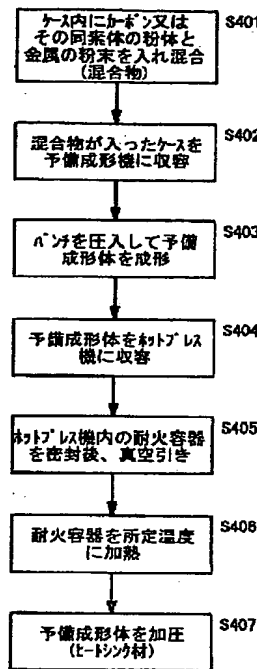 ケース内にカーボン又は
その同素体の粉体と
金属の粉末を入れ混合
(混合物)
S401
混合物が入ったケースを
予備成形機に収容
S402
パンチを圧入して予備
成形体を成形
S403
予備成形体をホットプレス
機に収容
S404
ホットプレス機内の耐火容器
を密封後、真空引き
S405
耐火容器を所定温度
に加熱
S406
予備成形体を加圧
(ヒートシンク材)
S407